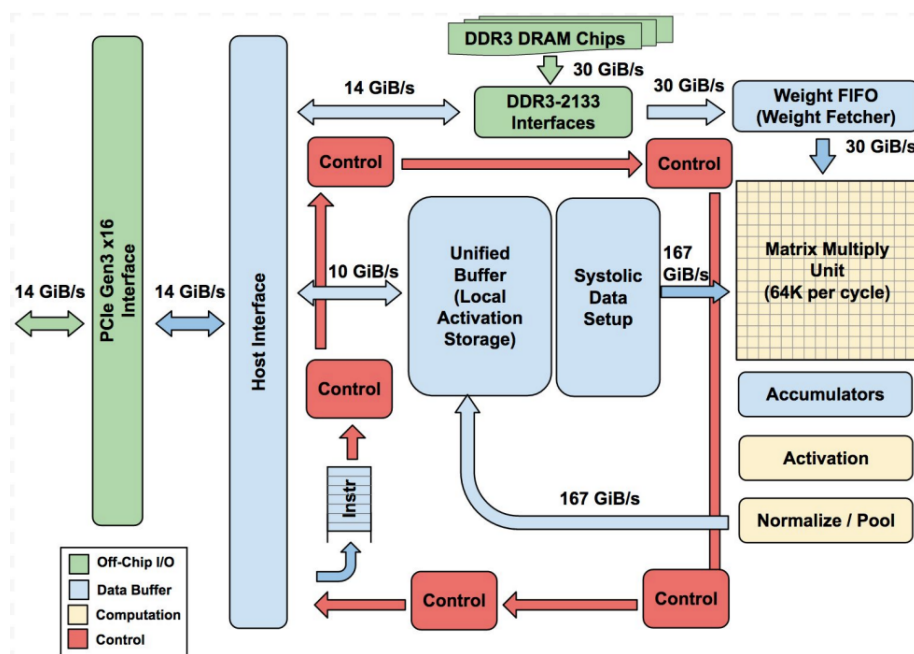 DDR3 DRAM Chips
30 GiB/s
14 GiB/s
DDR3-2133
Interfaces
30 GiB/s
Weight FIFO
(Weight Fetcher)
30 GiB/s
Control
Control
PCIe Gen3 x16
Interface
Host Interface
14 GiB/s
14 GiB/s
10 GiB/s
Unified
Buffer
(Local
Activation
Storage)
Systolic
Data
Setup
167
GiB/s
Matrix Multiply
Unit
(64K per cycle)
Control
Accumulators
Activation
Instr
167 GiB/s
Normalize / Pool
Off-Chip I/O
Data Buffer
Computation
Control
Control
Control